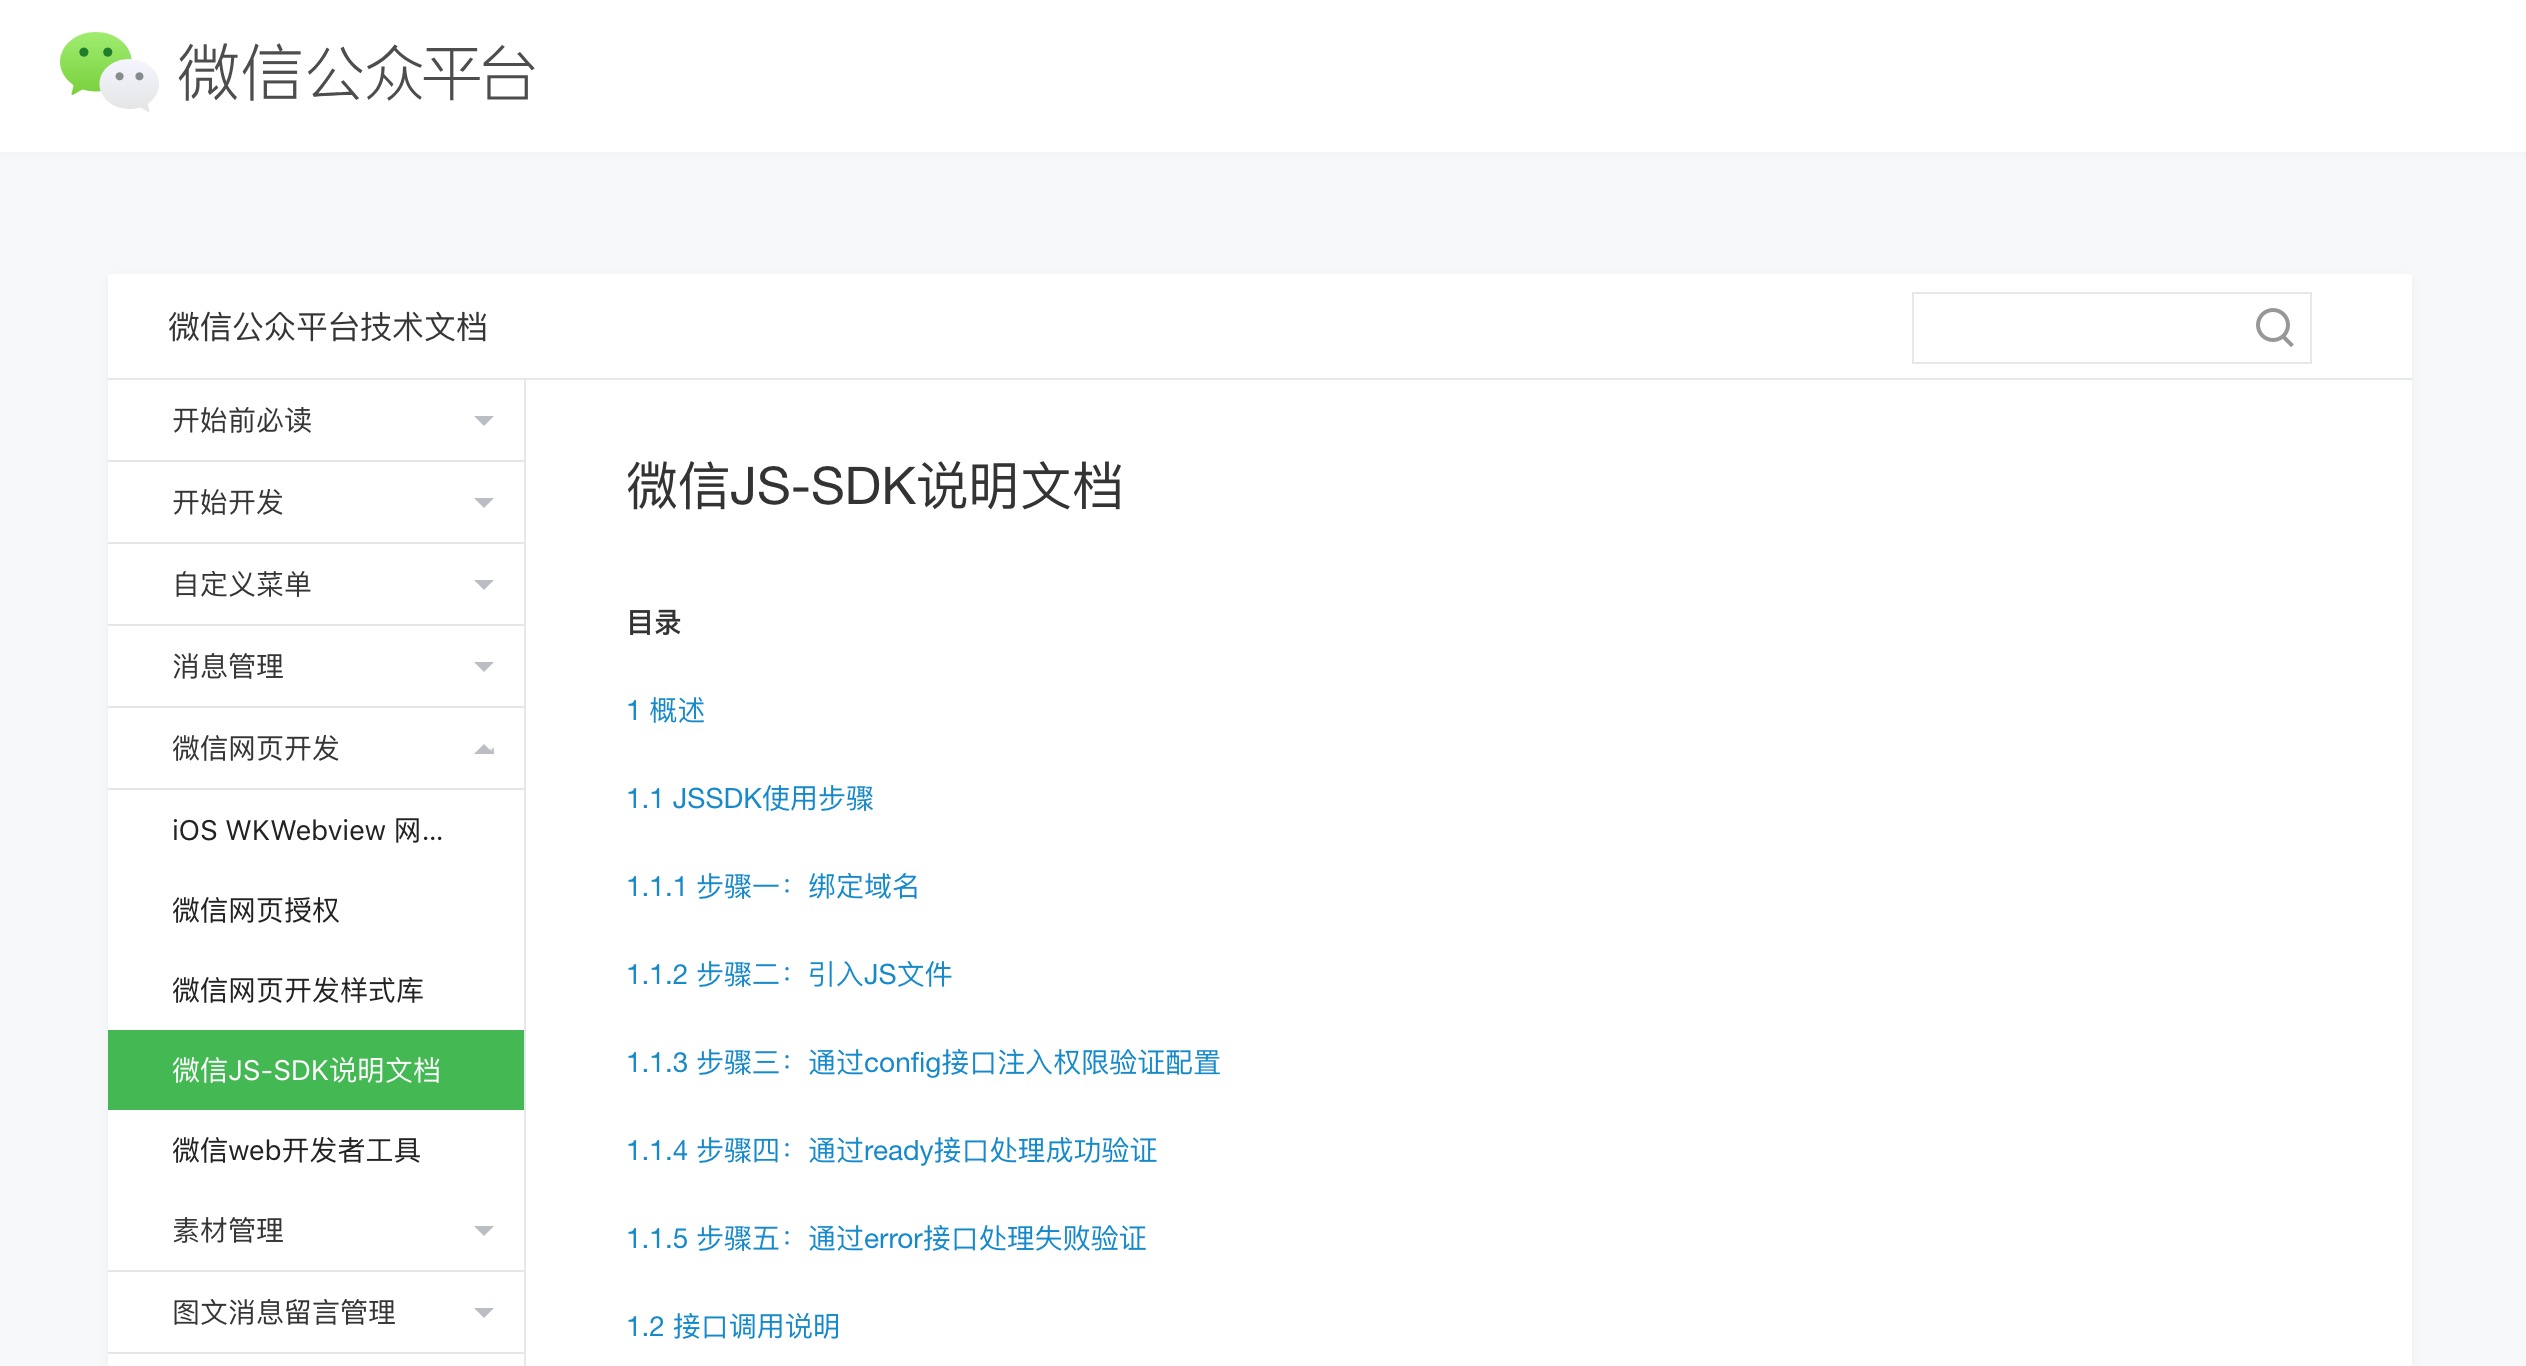 微信公众平台
微信公众平台技术文档
开始前必读
开始开发
自定义菜单
消息管理
微信网页开发
iOS WKWebview 网...
微信网页授权
微信网页开发样式库
微信JS-SDK说明文档
微信web开发者工具
素材管理
图文消息留言管理
微信JS-SDK说明文档
目录
1 概述
1.1 JSSDK使用步骤
1.1.1 步骤一：绑定域名
1.1.2 步骤二：引入JS文件
1.1.3 步骤三：通过config接口注入权限验证配置
1.1.4 步骤四：通过ready接口处理成功验证
1.1.5 步骤五：通过error接口处理失败验证
1.2 接口调用说明